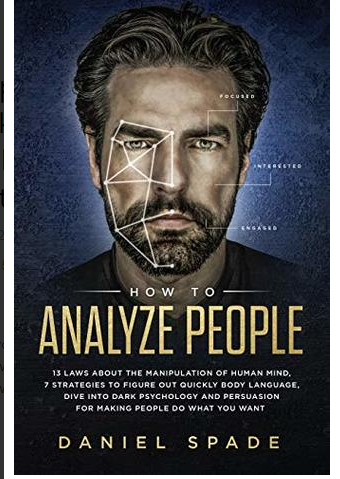 FOCUSED
INTERESTED
ENGAGED
HOW TO
ANALYZE PEOPLE
13 LAWS ABOUT THE MANIPULATION OF HUMAN MIND,
7 STRATEGIES TO FIGURE OUT QUICKLY BODY LANGUAGE,
DIVE INTO DARK PSYCHOLOGY AND PERSUASION
FOR MAKING PEOPLE DO WHAT YOU WANT
DANIEL SPADE